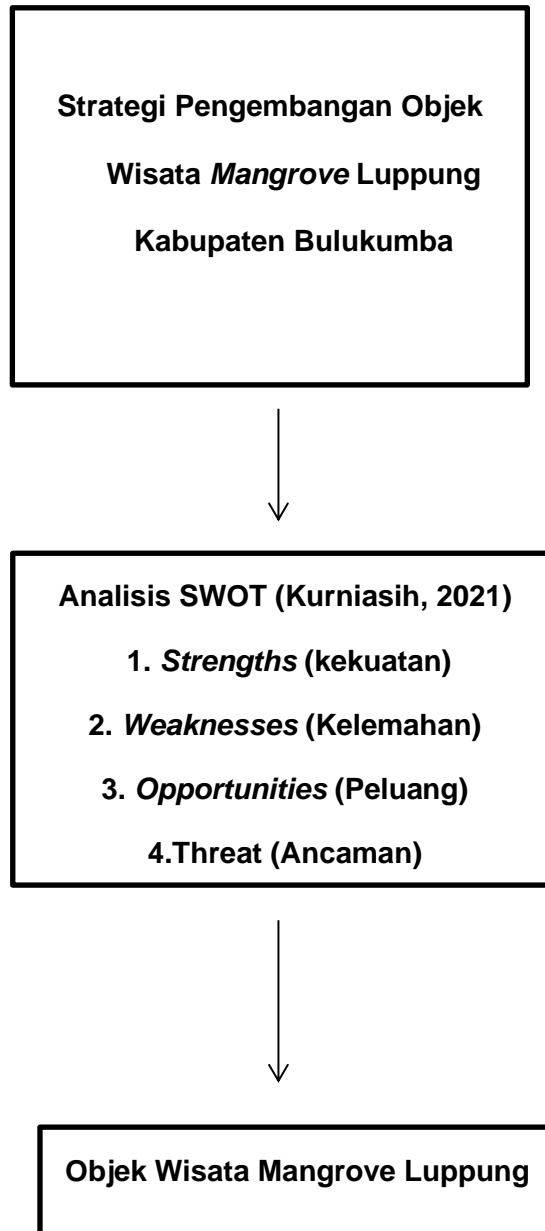 Strategi Pengembangan Objek
Wisata Mangrove Luppung
Kabupaten Bulukumba
Analisis SWOT (Kurniasih, 2021)
1. Strengths (kekuatan)
2. Weaknesses (Kelemahan)
3. Opportunities (Peluang)
4.Threat (Ancaman)
Objek Wisata Mangrove Luppung